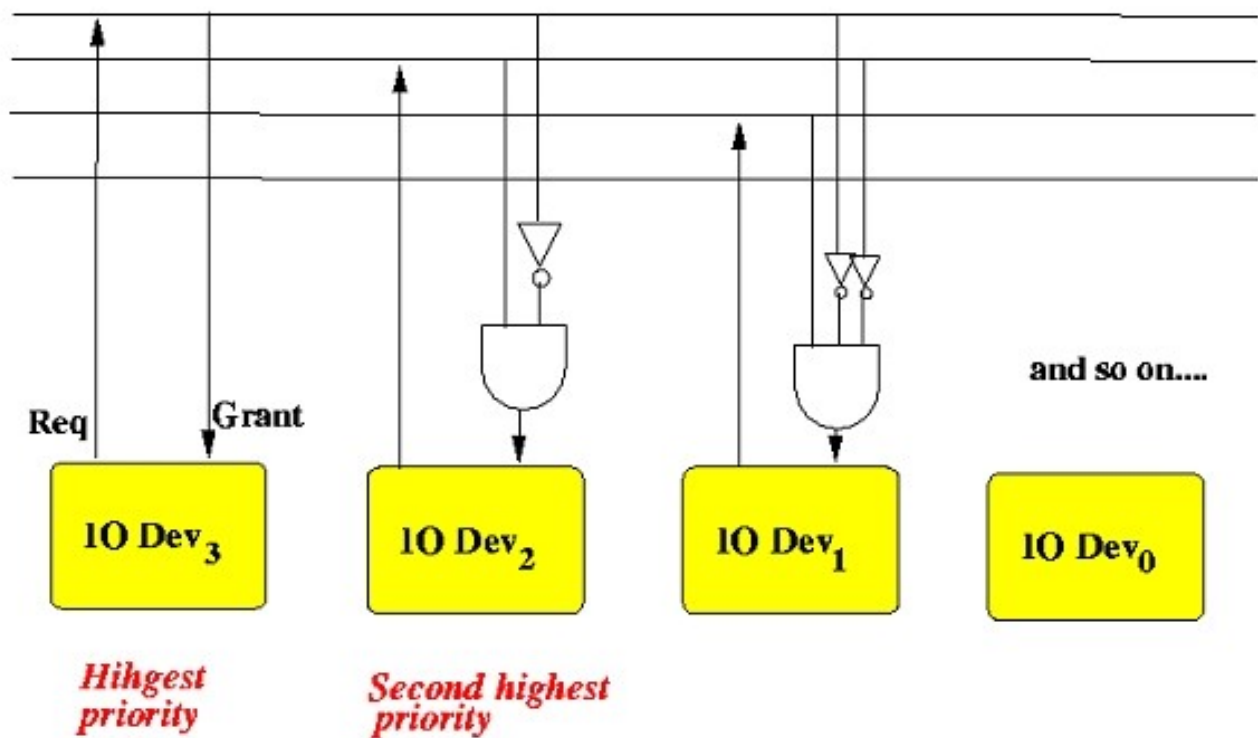 Req
Grant
and so on....
IO Dev3
IO Dev2
IO Dev1
IO Dev0
Hihgest
priority
Second highest
priority